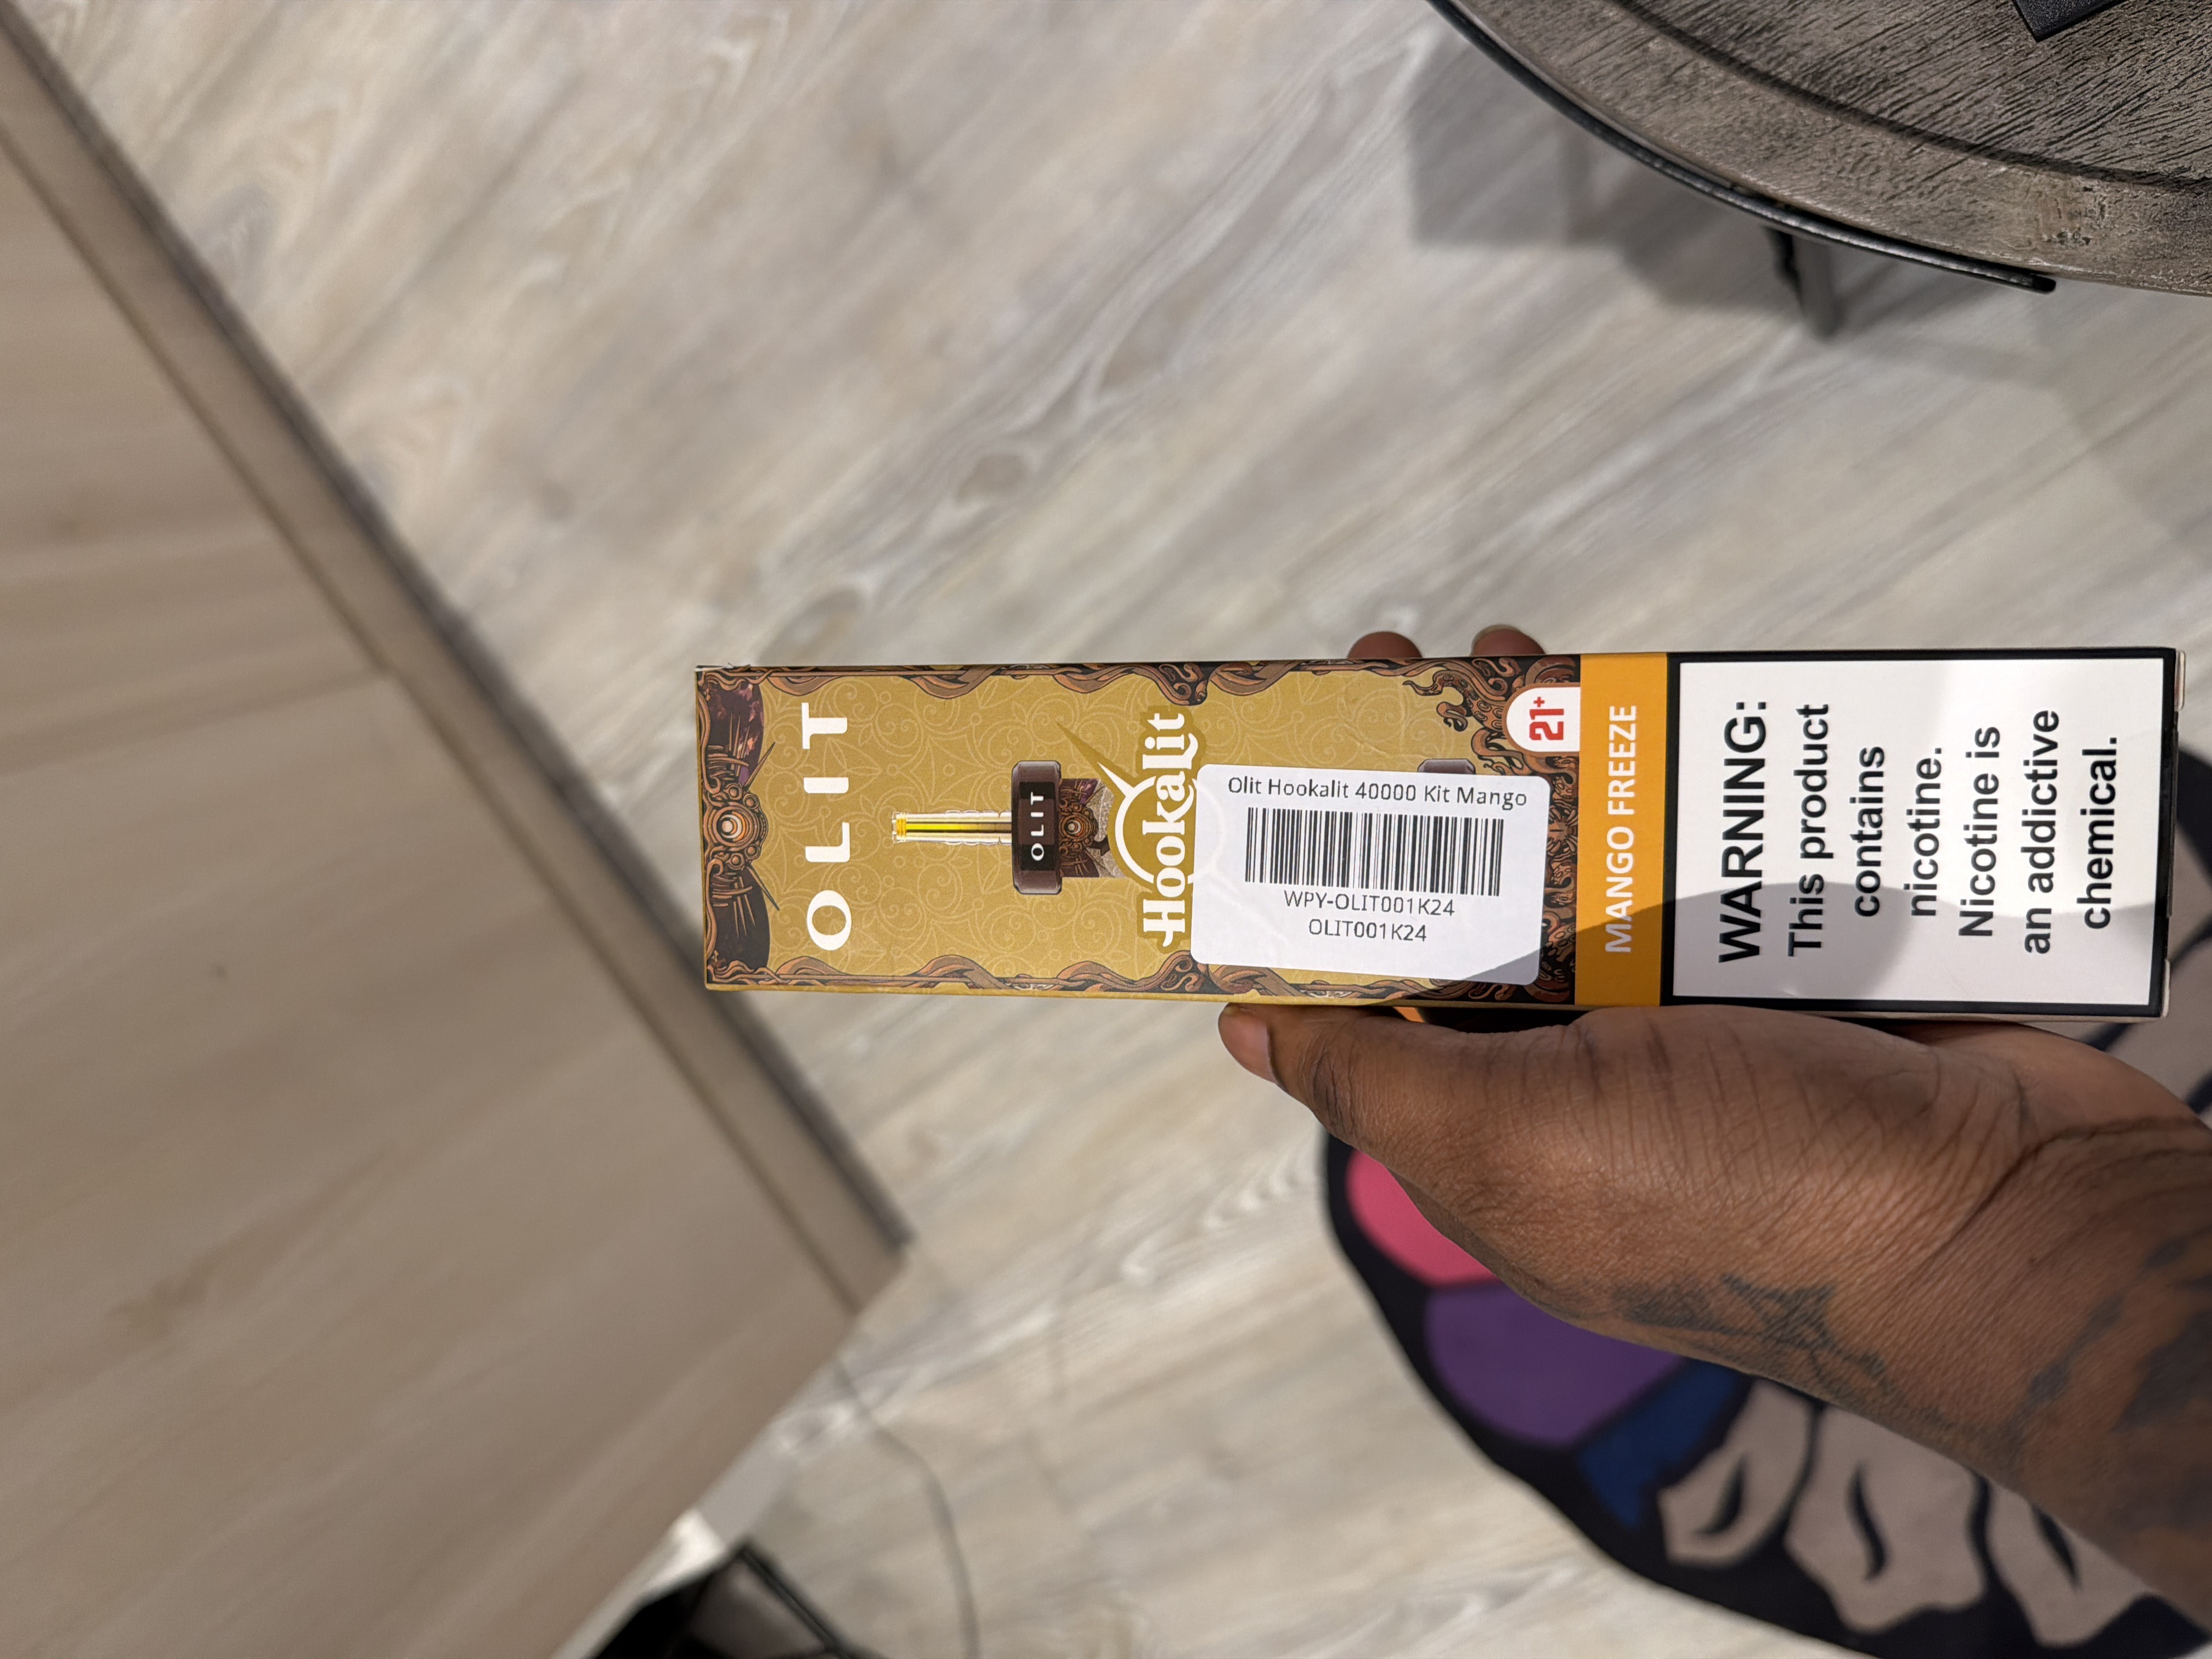 OLIT
OLIT
Hookalit
Olit Hookalit 40000 Kit Mango
WPY-OLIT001K24
OLIT001K24
21+
MANGO FREEZE
WARNING:
This product
contains
nicotine.
Nicotine is
an addictive
chemical.